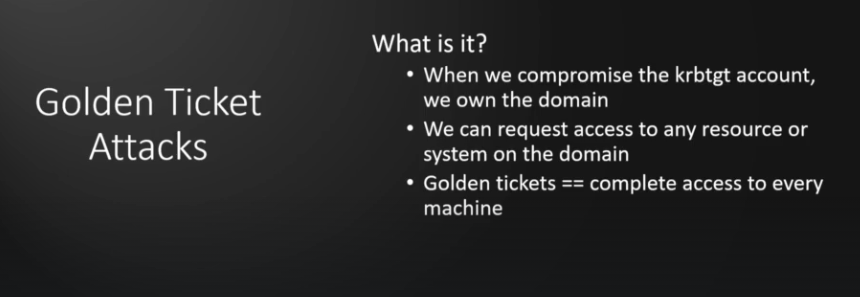 Golden Ticket
Attacks
What is it?
• When we compromise the krbtgt account,
we own the domain
• We can request access to any resource or
system on the domain
• Golden tickets == complete access to every
machine